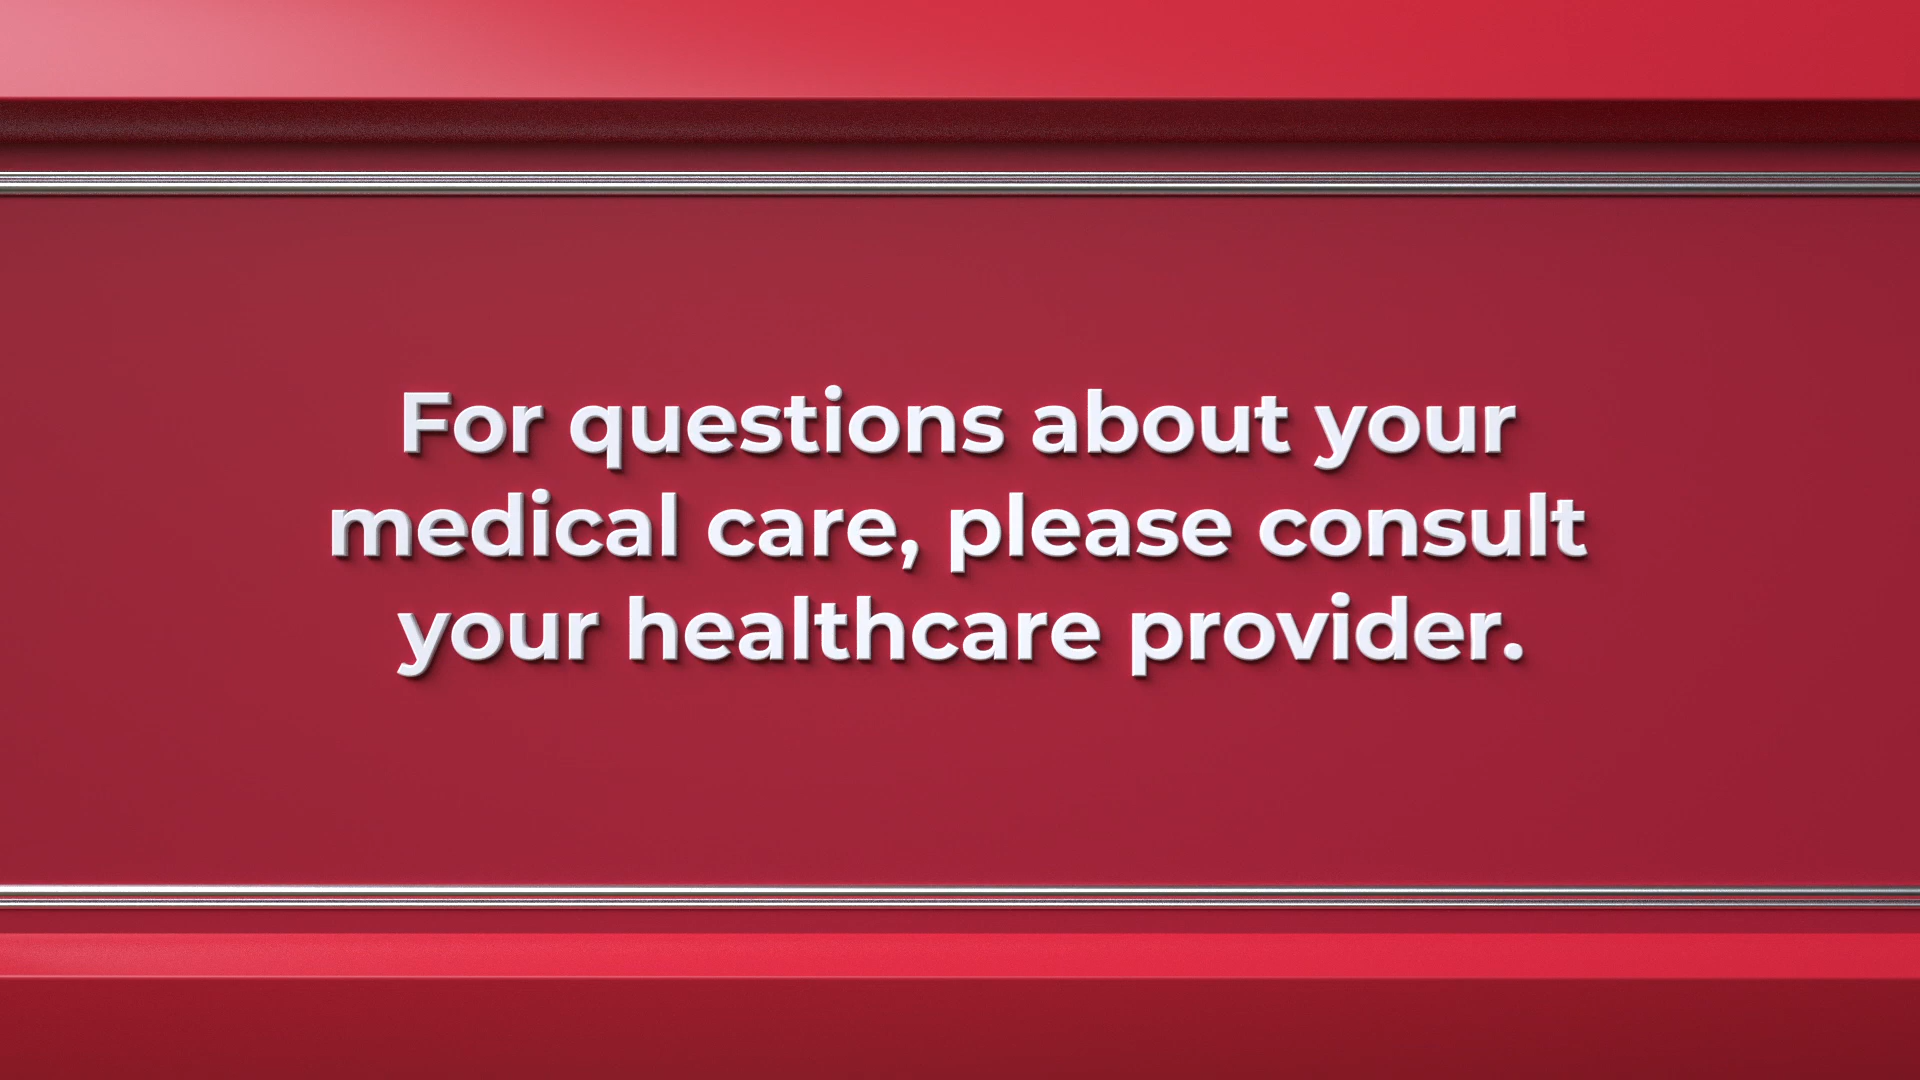 For questions about your
medical care, please consult
your healthcare provider.